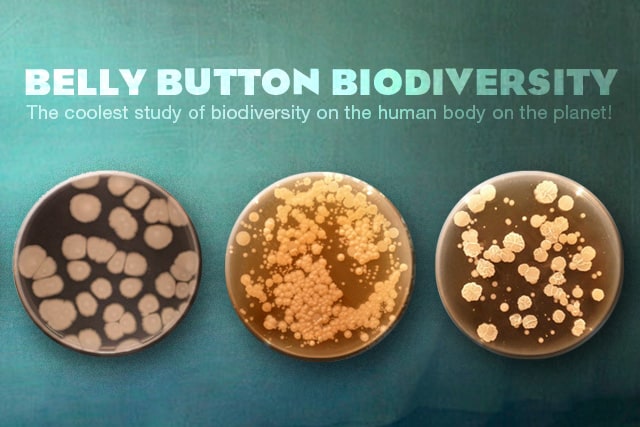 BELLY BUTTON BIODIVERSITY
The coolest study of biodiversity on the human body on the planet!